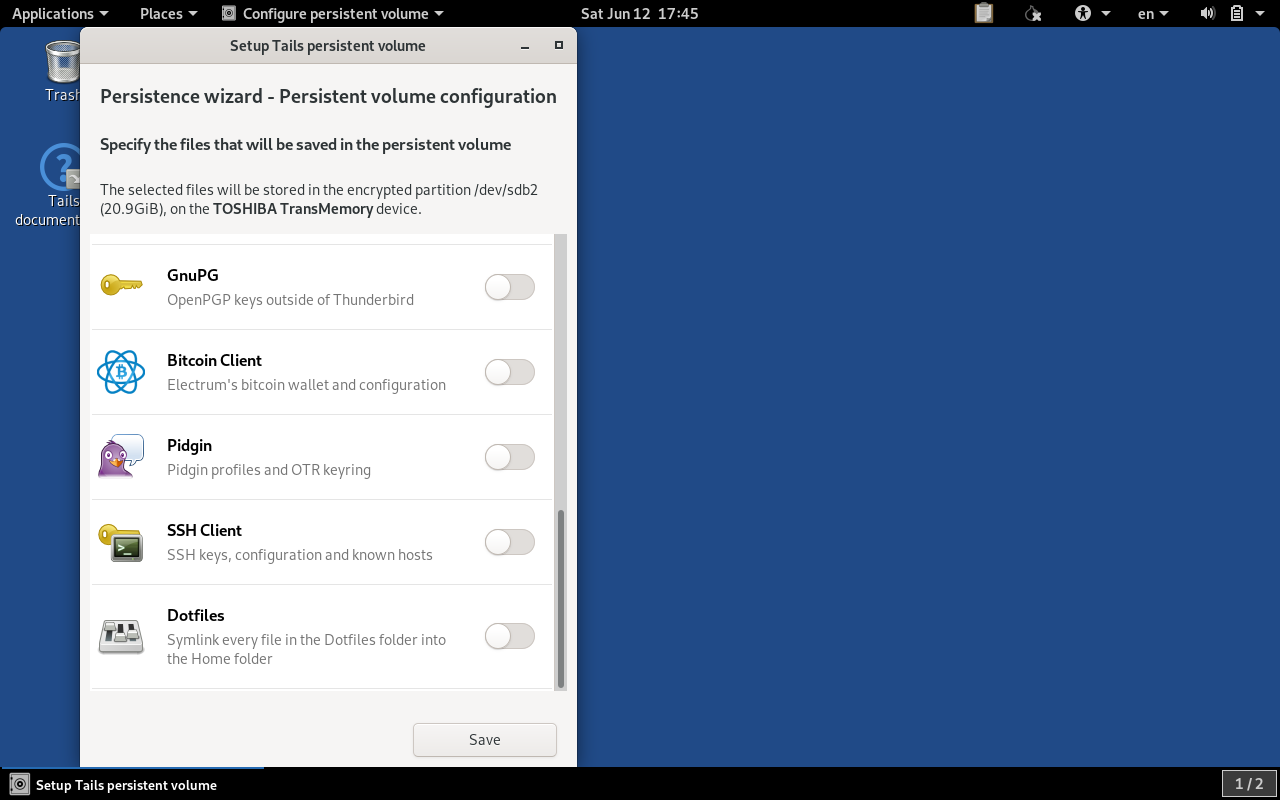 Applications Places Configure persistent volume Sat Jun 12 17:45 en
Setup Tails persistent volume
Trash
Tails
document
Persistence wizard - Persistent volume configuration
Specify the files that will be saved in the persistent volume
The selected files will be stored in the encrypted partition /dev/sdb2
(20.9GiB), on the TOSHIBA TransMemory device.
GnuPG
OpenPGP keys outside of Thunderbird
Bitcoin Client
Electrum's bitcoin wallet and configuration
Pidgin
Pidgin profiles and OTR keyring
SSH Client
SSH keys, configuration and known hosts
Dotfiles
Symlink every file in the Dotfiles folder into
the Home folder
Save
Setup Tails persistent volume
1 / 2